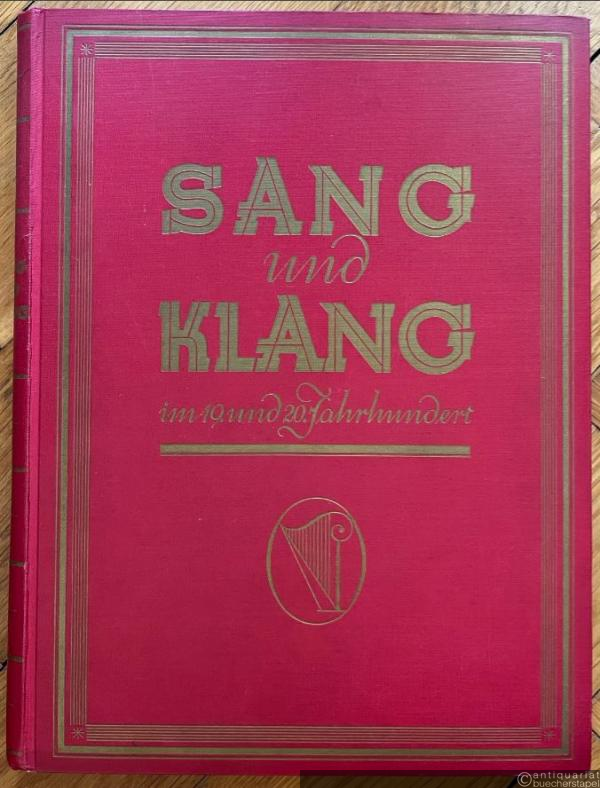 SANG
und
KLANG
im 19. und 20. Jahrhundert
antiquariat
buecherstapel